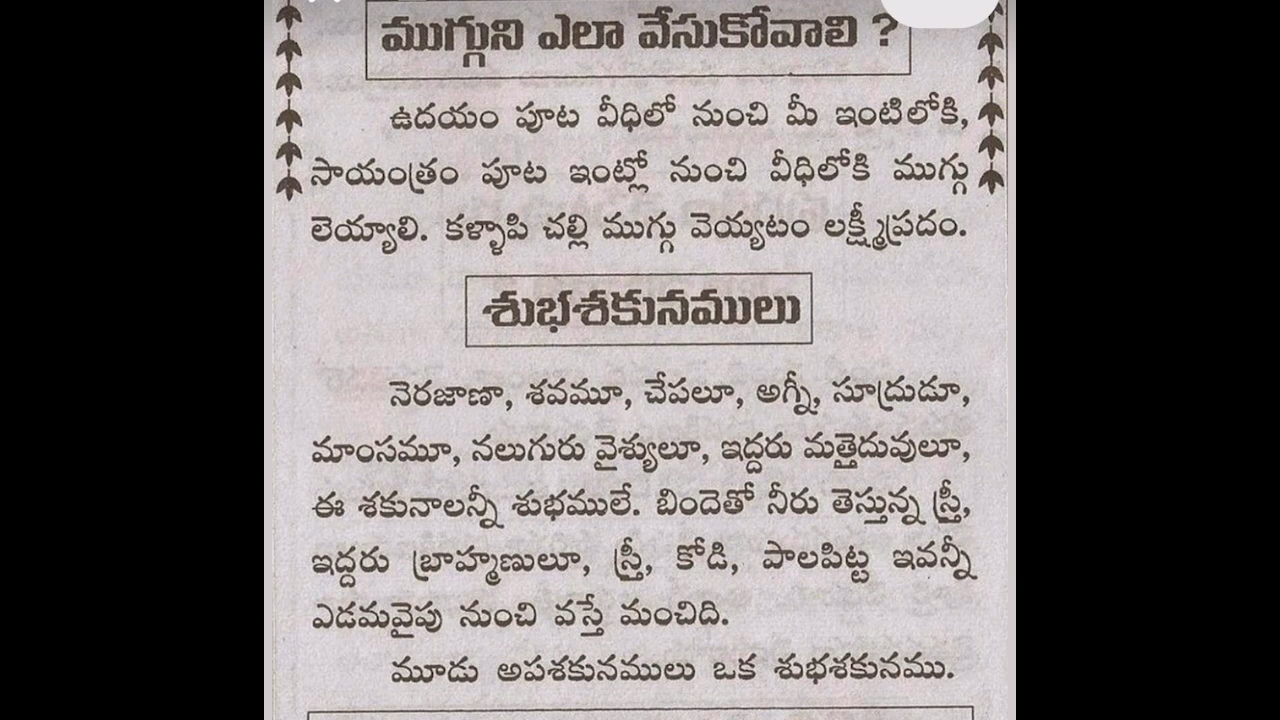 ముగ్గుని ఎలా వేసుకోవాలి ?
ఉదయం పూట వీధిలో నుంచి మీ ఇంటిలోకి,
సాయంత్రం పూట ఇంట్లో నుంచి వీధిలోకి ముగ్గు
లెయ్యాలి. కళ్ళాపి చల్లి ముగ్గు వెయ్యటం లక్ష్మీప్రదం.
శుభశకునములు
నెరజాణా, శవమూ, చేపలూ, అగ్నీ, సూద్రుడూ,
మాంసమూ, నలుగురు వైశ్యులూ, ఇద్దరు మత్తైదువులూ,
ఈ శకునాలన్నీ శుభములే. బిందెతో నీరు తెస్తున్న స్త్రీ,
ఇద్దరు బ్రాహ్మణులూ, స్త్రీ, కోడి, పాలపిట్ట ఇవన్నీ
ఎడమవైపు నుంచి వస్తే మంచిది.
మూడు అపశకునములు ఒక శుభశకునము.